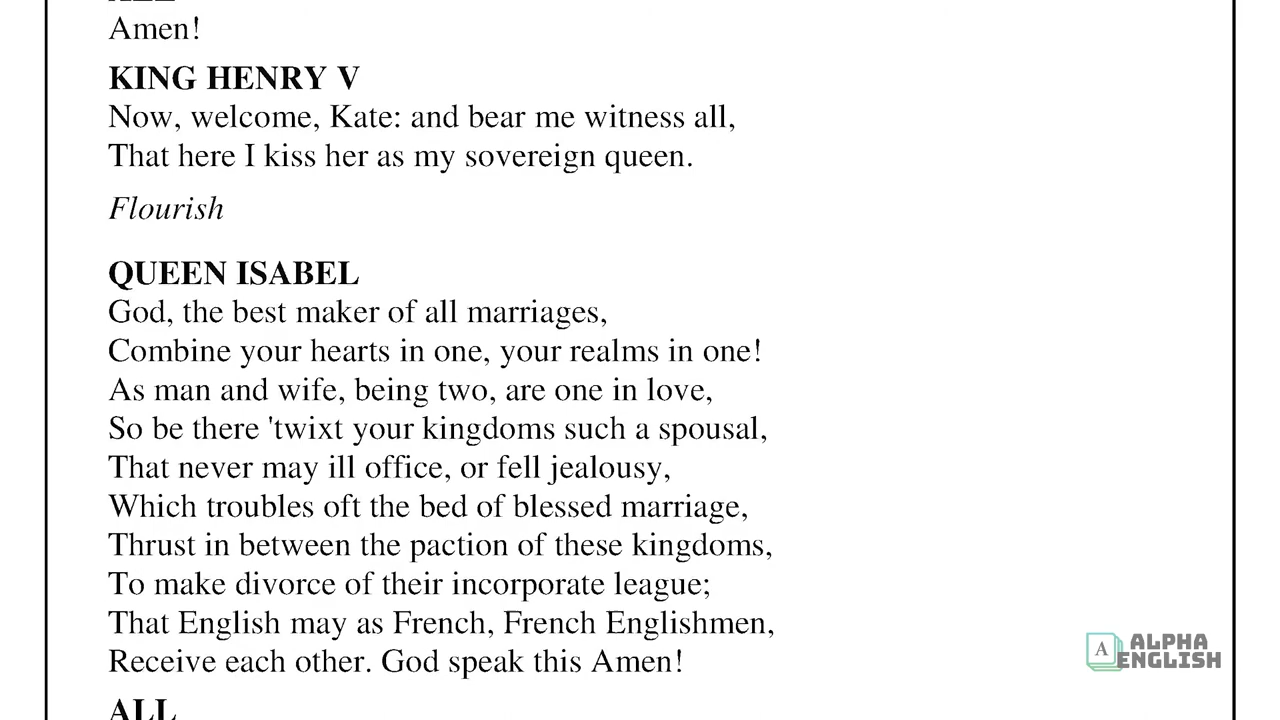 ALL
Amen!
KING HENRY V
Now, welcome, Kate: and bear me witness all,
That here I kiss her as my sovereign queen.
Flourish
QUEEN ISABEL
God, the best maker of all marriages,
Combine your hearts in one, your realms in one!
As man and wife, being two, are one in love,
So be there 'twixt your kingdoms such a spousal,
That never may ill office, or fell jealousy,
Which troubles oft the bed of blessed marriage,
Thrust in between the paction of these kingdoms,
To make divorce of their incorporate league;
That English may as French, French Englishmen,
Receive each other. God speak this Amen!
A ALPHA
ENGLISH
ALL